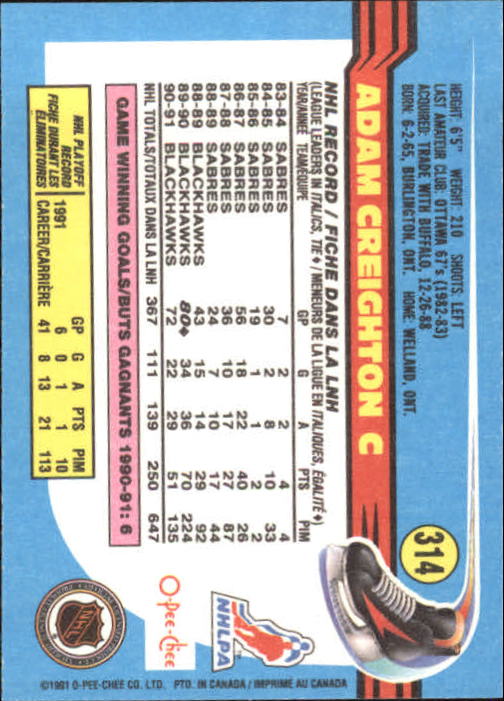 314
HEIGHT: 6'5" WEIGHT: 210 SHOOTS LEFT
LAST AMATEUR CLUB: OTTAWA 67's (1982-83)
ACQUIRED: TRADE WITH BUFFALO, 12-26-88
BORN: 6-2-65, BURLINGTON, ONT. HOME: WELLAND, ONT.
ADAM CREIGHTON C
NHL RECORD / FICHE DANS LA LNH
(LEAGUE LEADERS IN ITALICS, TIE ♦ / MENEURS DE LA LIGUE EN ITALIQUES, ÉGALITÉ ♦)
YEAR/ANNÉE TEAM/ÉQUIPE GP G A PTS PIM
83-84 SABRES 7 2 2 4 4
84-85 SABRES 30 2 8 10 33
85-86 SABRES 19 1 1 2 2
86-87 SABRES 56 18 22 40 26
87-88 SABRES 36 10 17 27 87
88-89 SABRES 24 7 10 17 44
88-89 BLACKHAWKS 43 15 14 29 92
89-90 BLACKHAWKS 80♦ 34 36 70 224
90-91 BLACKHAWKS 72 22 29 51 135
NHL TOTALS/TOTAUX DANS LA LNH 367 111 139 250 647
GAME WINNING GOALS/BUTS GAGNANTS 1990-91: 6
NHL PLAYOFF RECORD
FICHE DURANT LES ÉLIMINATOIRES
GP G A PTS PIM
1991 6 0 1 1 10
CAREER/CARRIÈRE 41 8 13 21 113
NHLPA
O-Pee-Chee
NHL
©1991 O-PEE-CHEE CO. LTD. PTD. IN CANADA / IMPRIMÉ AU CANADA